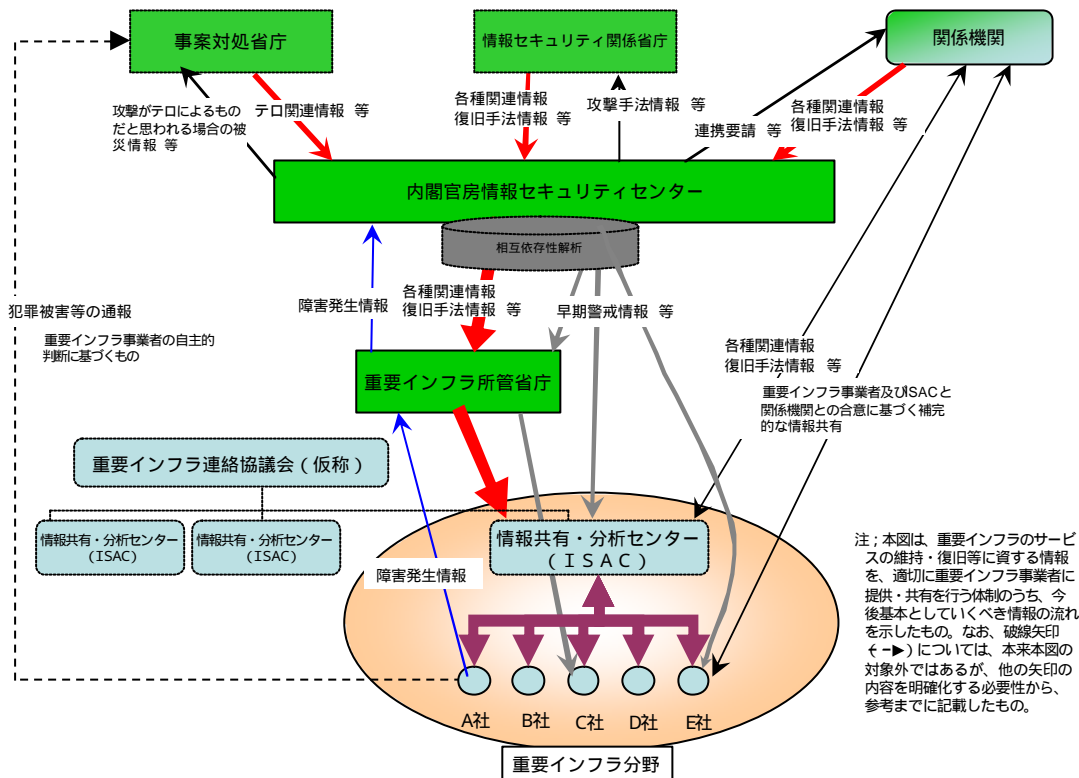 事案対処省庁
情報セキュリティ関係省庁
関係機関
攻撃がテロによるもの
だと思われる場合の被
災情報 等
テロ関連情報 等
各種関連情報
復旧手法情報 等
攻撃手法情報 等
連携要請 等
各種関連情報
復旧手法情報 等
内閣官房情報セキュリティセンター
相互依存性解析
犯罪被害等の通報
重要インフラ事業者の自主的
判断に基づくもの
障害発生情報
各種関連情報
復旧手法情報 等
早期警戒情報 等
重要インフラ所管省庁
各種関連情報
復旧手法情報 等
重要インフラ事業者及びISACと
関係機関との合意に基づく補完
的な情報共有
重要インフラ連絡協議会(仮称)
情報共有・分析センター
(ISAC)
情報共有・分析センター
(ISAC)
情報共有・分析センター
(ISAC)
障害発生情報
注;本図は、重要インフラのサービ
スの維持・復旧等に資する情報
を、適切に重要インフラ事業者に
提供・共有を行う体制のうち、今
後基本としていくべき情報の流れ
を示したもの。なお、破線矢印
(-▶)については、本来本図の
対象外ではあるが、他の矢印の
内容を明確化する必要性から、
参考までに記載したもの。
A社
B社
C社
D社
E社
重要インフラ分野